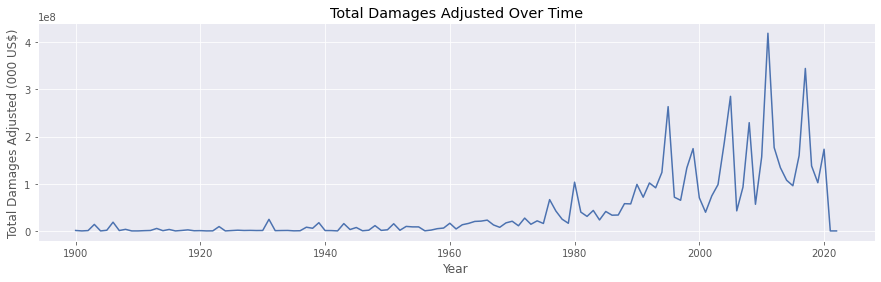 Total Damages Adjusted Over Time
1e8
Total Damages Adjusted (000 US$)
4
3
2
1
0
1900 1920 1940 1960 1980 2000 2020
Year